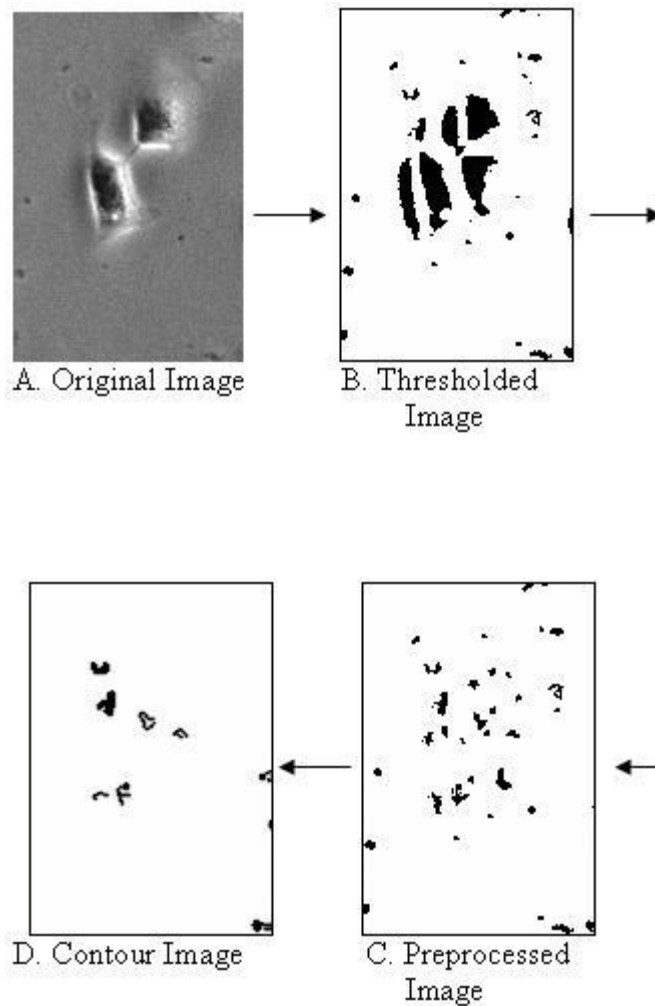 A. Original Image
B. Thresholded
Image
D. Contour Image
C. Preprocessed
Image